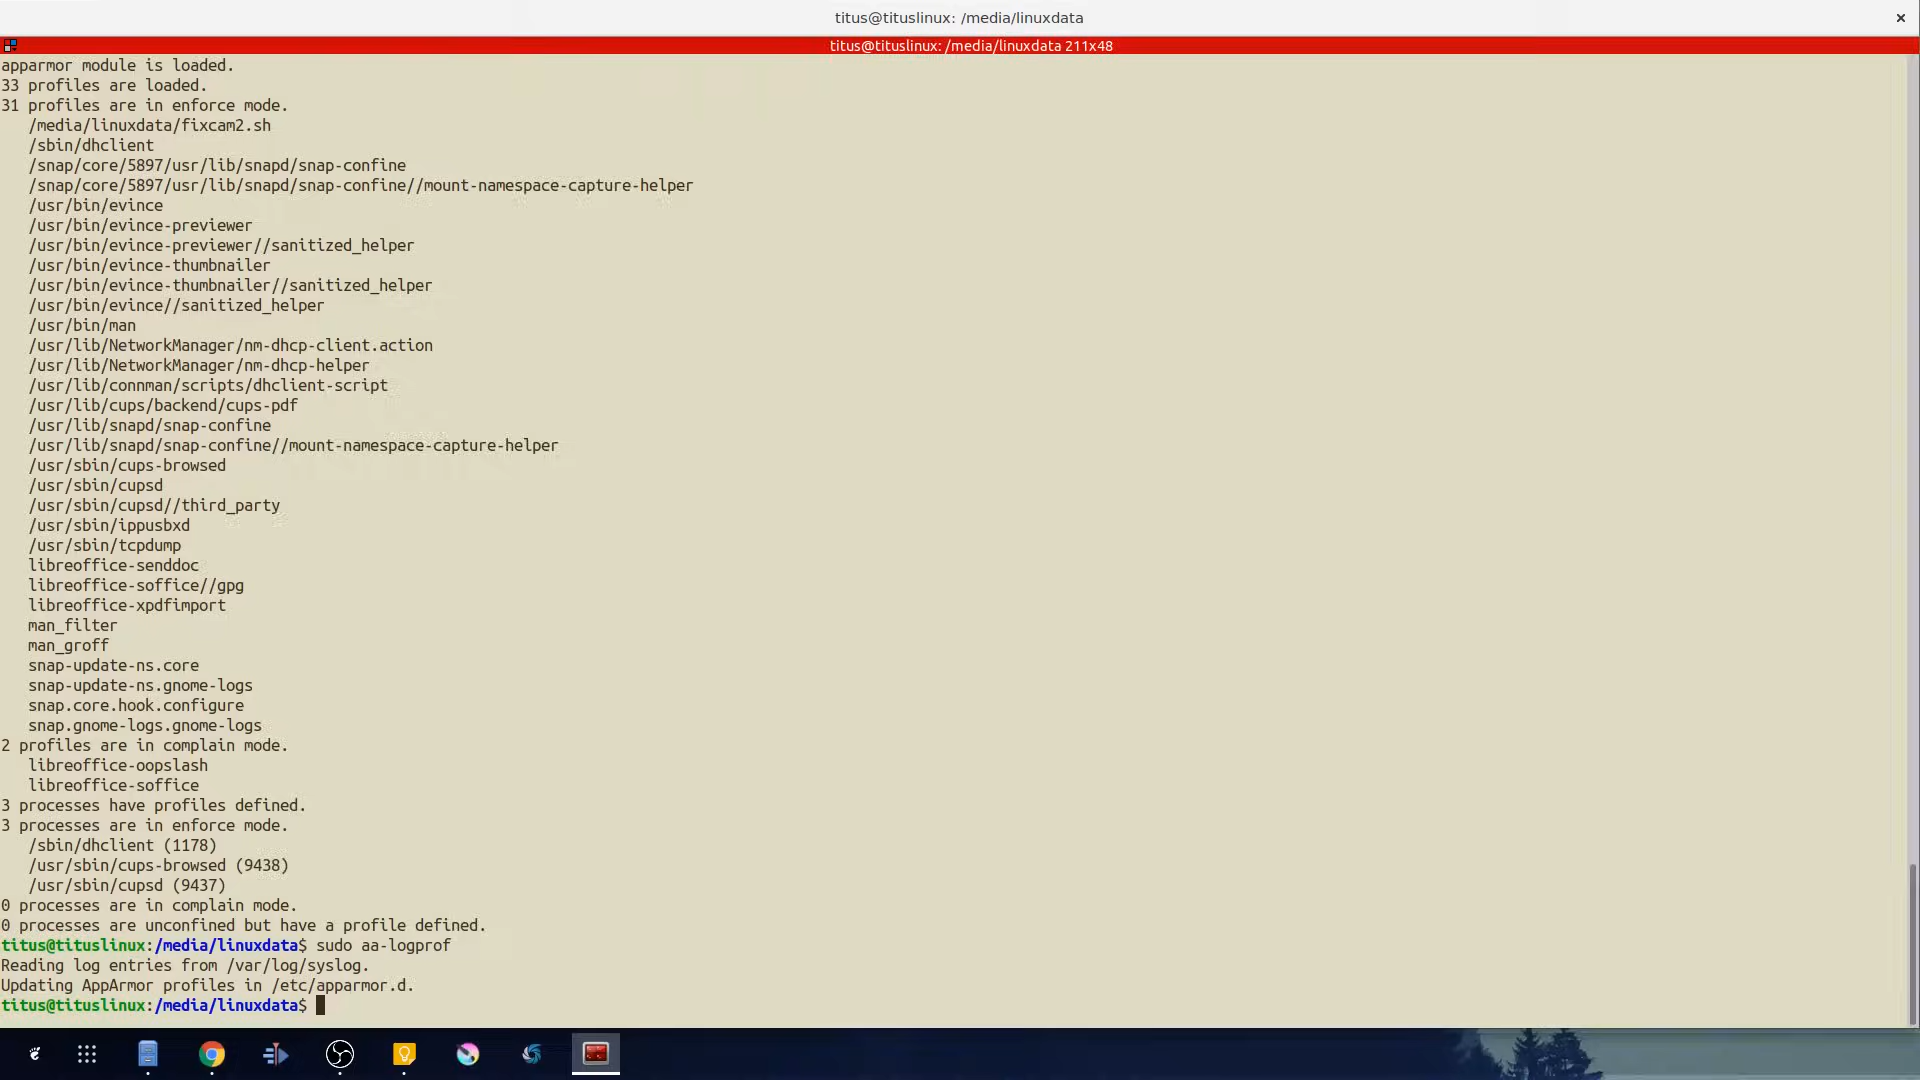 titus@tituslinux: /media/linuxdata
titus@tituslinux: /media/linuxdata 211x48
apparmor module is loaded.
33 profiles are loaded.
31 profiles are in enforce mode.
   /media/linuxdata/fixcam2.sh
   /sbin/dhclient
   /snap/core/5897/usr/lib/snapd/snap-confine
   /snap/core/5897/usr/lib/snapd/snap-confine//mount-namespace-capture-helper
   /usr/bin/evince
   /usr/bin/evince-previewer
   /usr/bin/evince-previewer//sanitized_helper
   /usr/bin/evince-thumbnailer
   /usr/bin/evince-thumbnailer//sanitized_helper
   /usr/bin/evince//sanitized_helper
   /usr/bin/man
   /usr/lib/NetworkManager/nm-dhcp-client.action
   /usr/lib/NetworkManager/nm-dhcp-helper
   /usr/lib/connman/scripts/dhclient-script
   /usr/lib/cups/backend/cups-pdf
   /usr/lib/snapd/snap-confine
   /usr/lib/snapd/snap-confine//mount-namespace-capture-helper
   /usr/sbin/cups-browsed
   /usr/sbin/cupsd
   /usr/sbin/cupsd//third_party
   /usr/sbin/ippusbxd
   /usr/sbin/tcpdump
   libreoffice-senddoc
   libreoffice-soffice//gpg
   libreoffice-xpdfimport
   man_filter
   man_groff
   snap-update-ns.core
   snap-update-ns.gnome-logs
   snap.core.hook.configure
   snap.gnome-logs.gnome-logs
2 profiles are in complain mode.
   libreoffice-oopslash
   libreoffice-soffice
3 processes have profiles defined.
3 processes are in enforce mode.
   /sbin/dhclient (1178)
   /usr/sbin/cups-browsed (9438)
   /usr/sbin/cupsd (9437)
0 processes are in complain mode.
0 processes are unconfined but have a profile defined.
titus@tituslinux:/media/linuxdata$ sudo aa-logprof
Reading log entries from /var/log/syslog.
Updating AppArmor profiles in /etc/apparmor.d.
titus@tituslinux:/media/linuxdata$